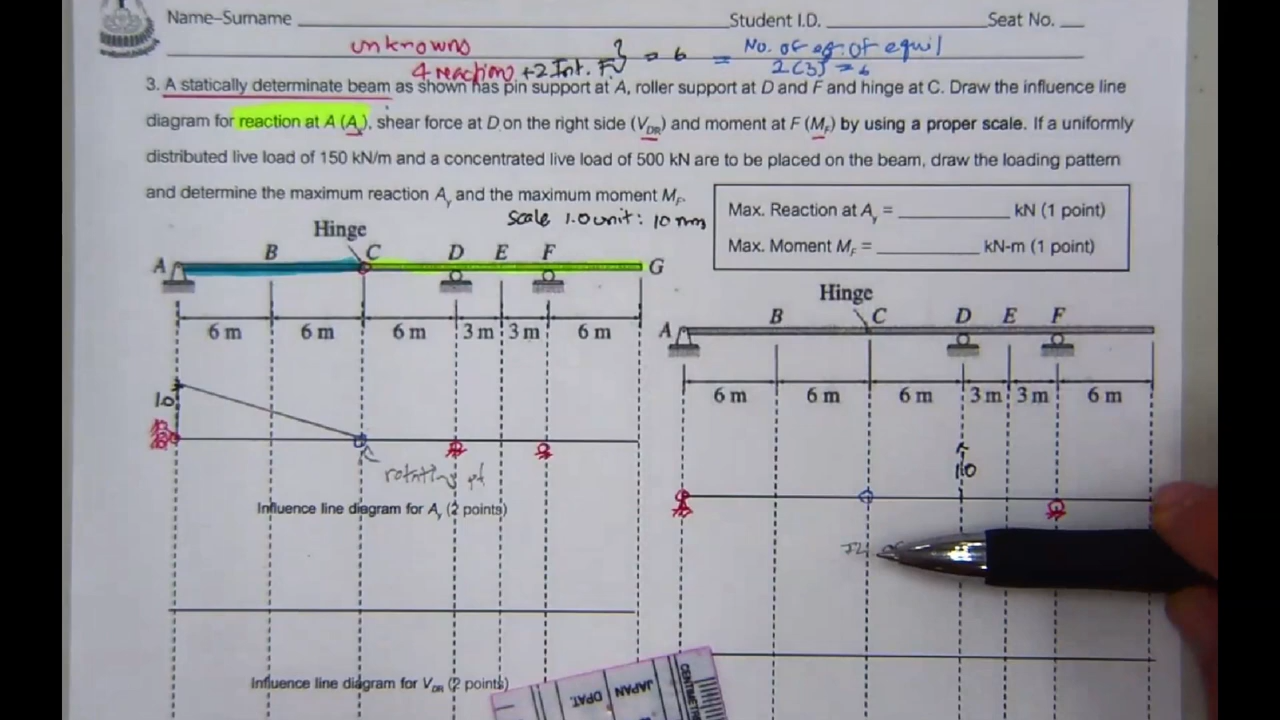 Name–Surname Student I.D. Seat No.
unknowns
4 reaction +2 Int. F. } = 6 = No. of eq. of equil
2(3) = 6
3. A statically determinate beam as shown has pin support at A, roller support at D and F and hinge at C. Draw the influence line
diagram for reaction at A (Ay), shear force at D on the right side (VDR) and moment at F (MF) by using a proper scale. If a uniformly
distributed live load of 150 kN/m and a concentrated live load of 500 kN are to be placed on the beam, draw the loading pattern
and determine the maximum reaction Ay and the maximum moment MF.
scale 1.0 unit : 10 mm
Max. Reaction at Ay = kN (1 point)
Max. Moment MF = kN-m (1 point)
Hinge
A B C D E F G
6 m 6 m 6 m 3 m 3 m 6 m
1.0
rotating pt
Influence line diagram for Ay (2 points)
Influence line diagram for VDR (2 points)
Hinge
A B C D E F
6 m 6 m 6 m 3 m 3 m 6 m
1.0
JAPAN
DPAT.